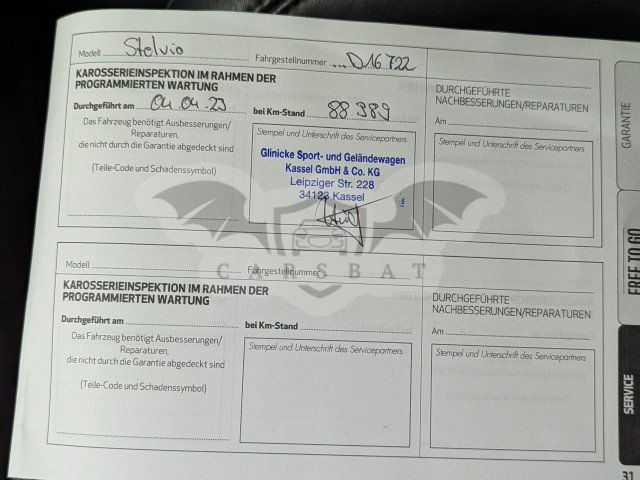 Modell Stelvio Fahrgestellnummer D16722
KAROSSERIEINSPEKTION IM RAHMEN DER
PROGRAMMIERTEN WARTUNG
Durchgeführt am 04 04.23 bei Km-Stand 88 389
Das Fahrzeug benötigt Ausbesserungen/
Reparaturen,
die nicht durch die Garantie abgedeckt sind
(Teile-Code und Schadenssymbol)
Stempel und Unterschrift des Servicepartners
Glinicke Sport- und Geländewagen
Kassel GmbH & Co. KG
Leipziger Str. 228
34123 Kassel
DURCHGEFÜHRTE
NACHBESSERUNGEN/REPARATUREN
Am
Stempel und Unterschrift des Servicepartners
CARSBAT
Modell Fahrgestellnummer
KAROSSERIEINSPEKTION IM RAHMEN DER
PROGRAMMIERTEN WARTUNG
Durchgeführt am bei Km-Stand
Das Fahrzeug benötigt Ausbesserungen/
Reparaturen,
die nicht durch die Garantie abgedeckt sind
(Teile-Code und Schadenssymbol)
Stempel und Unterschrift des Servicepartners
DURCHGEFÜHRTE
NACHBESSERUNGEN/REPARATUREN
Am
Stempel und Unterschrift des Servicepartners
GARANTIE
FREE TO GO
SERVICE
31